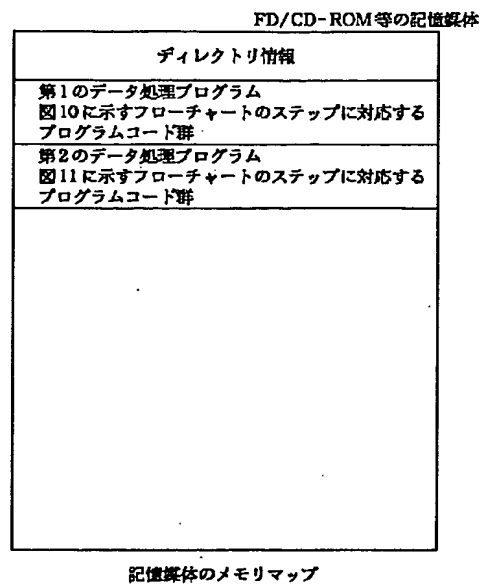 FD/CD-ROM等の記憶媒体
ディレクトリ情報
第1のデータ処理プログラム
図10に示すフローチャートのステップに対応する
プログラムコード群
第2のデータ処理プログラム
図11に示すフローチャートのステップに対応する
プログラムコード群
記憶媒体のメモリマップ